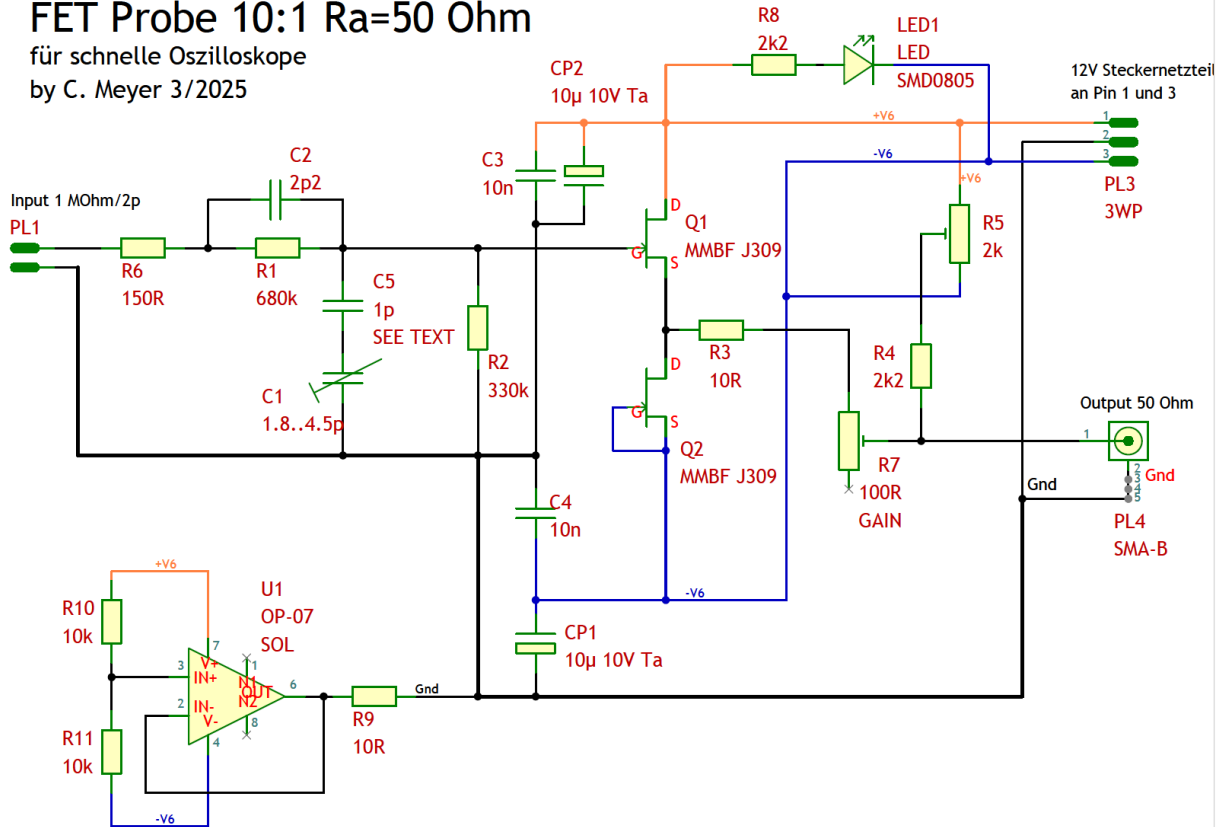 FET Probe 10:1 Ra=50 Ohm
für schnelle Oszilloskope
by C. Meyer 3/2025
R8
2k2
LED1
LED
SMD0805
CP2
10µ 10V Ta
12V Steckernetzteil
an Pin 1 und 3
+V6
1
2
3
-V6
+V6
PL3
3WP
C3
10n
C2
2p2
Input 1 MOhm/2p
PL1
R6
150R
R1
680k
C5
1p
SEE TEXT
C1
1.8..4.5p
R2
330k
D
G
S
Q1
MMBF J309
R5
2k
R3
10R
R4
2k2
D
G
S
Q2
MMBF J309
R7
100R
GAIN
Output 50 Ohm
1
2
3
4
5
Gnd
Gnd
PL4
SMA-B
C4
10n
-V6
CP1
10µ 10V Ta
+V6
R10
10k
U1
OP-07
SOL
7
V+
1
3
IN+
N1
OUT
6
N2
2
IN-
V-
8
4
Gnd
R9
10R
R11
10k
-V6